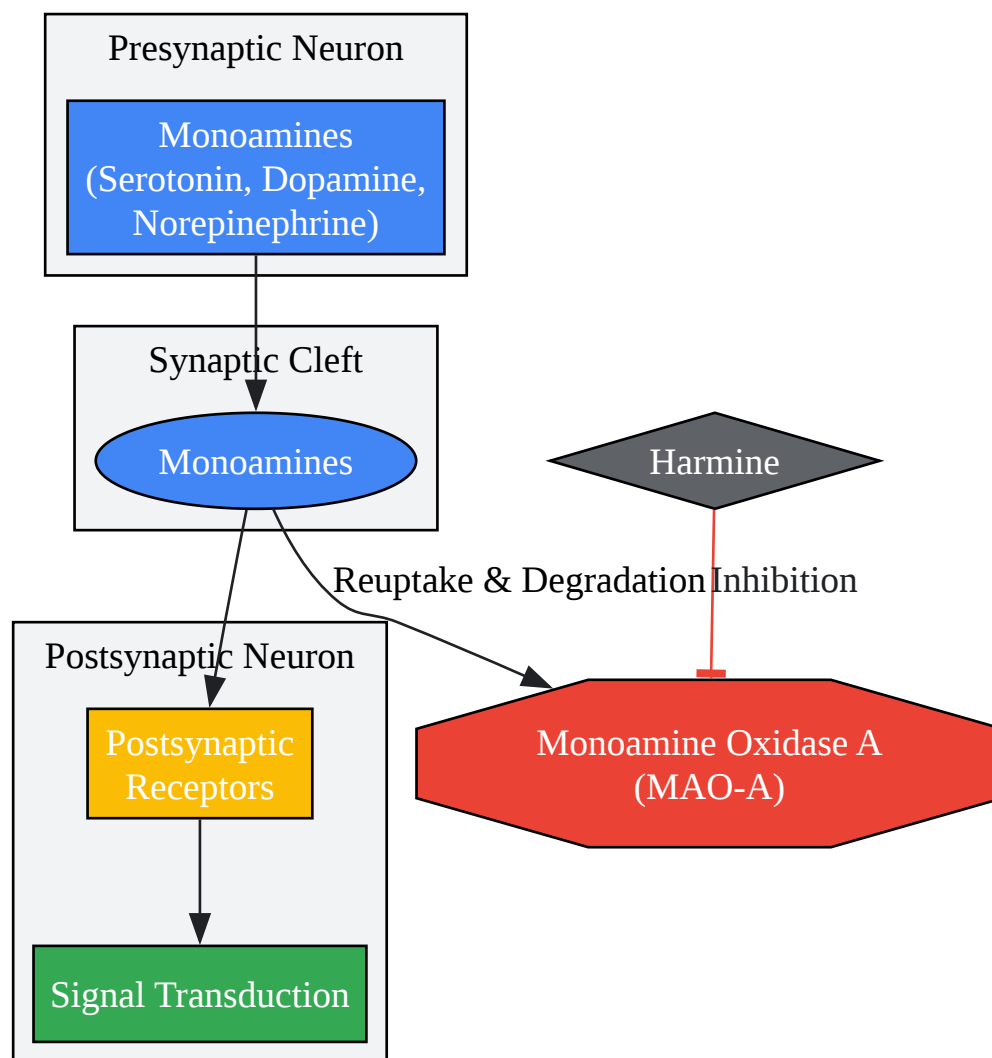 Presynaptic Neuron
Monoamines
(Serotonin, Dopamine,
Norepinephrine)
Synaptic Cleft
Monoamines
Harmine
Reuptake & Degradation
Inhibition
Postsynaptic Neuron
Postsynaptic
Receptors
Monoamine Oxidase A
(MAO-A)
Signal Transduction